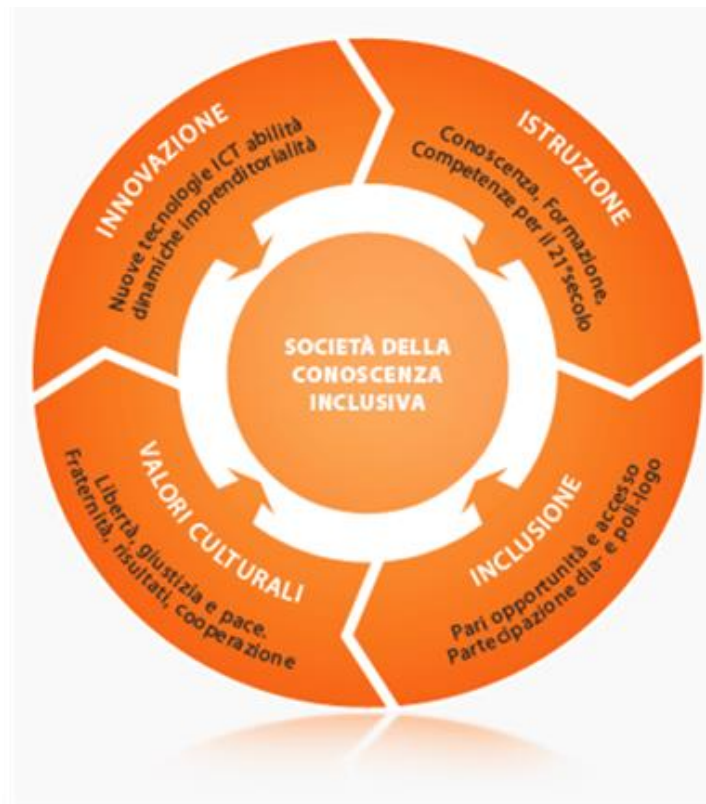 INNOVAZIONE
Nuove tecnologie ICT abilità
dinamiche imprenditorialità
ISTRUZIONE
Conoscenza, Formazione,
Competenze per il 21°secolo
SOCIETÀ DELLA
CONOSCENZA
INCLUSIVA
VALORI CULTURALI
Libertà, giustizia e pace.
Fraternità, risultati, cooperazione
INCLUSIONE
Pari opportunità e accesso
Partecipazione dia- e poli-logo